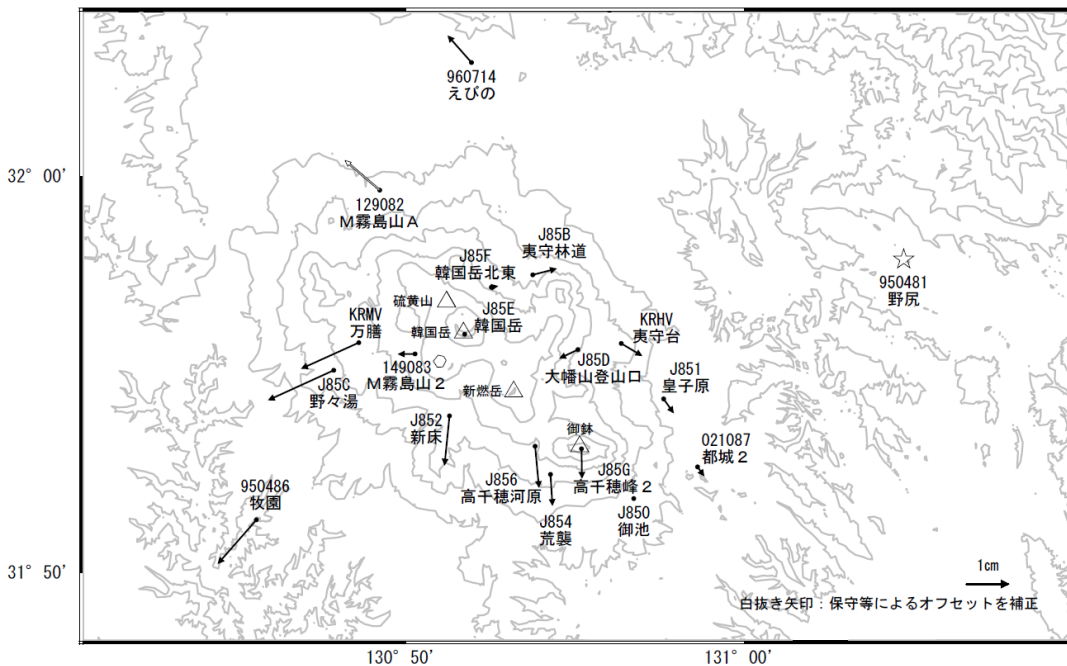 960714
えびの
32 00'
129082
M霧島山A
J85B
夷守林道
J85F
韓国岳北東
950481
野尻
硫黄山
J85E
韓国岳
韓国岳
KRMV
万膳
KRHV
夷守台
149083
M霧島山2
J85D
大幡山登山口
J851
皇子原
J85C
野々湯
新燃岳
J852
新床
御鉢
021087
都城2
J856
高千穂河原
J85G
高千穂峰2
950486
牧園
J854
荒襲
J850
御池
31 50'
1cm
白抜き矢印:保守等によるオフセットを補正
130 50'
131 00'